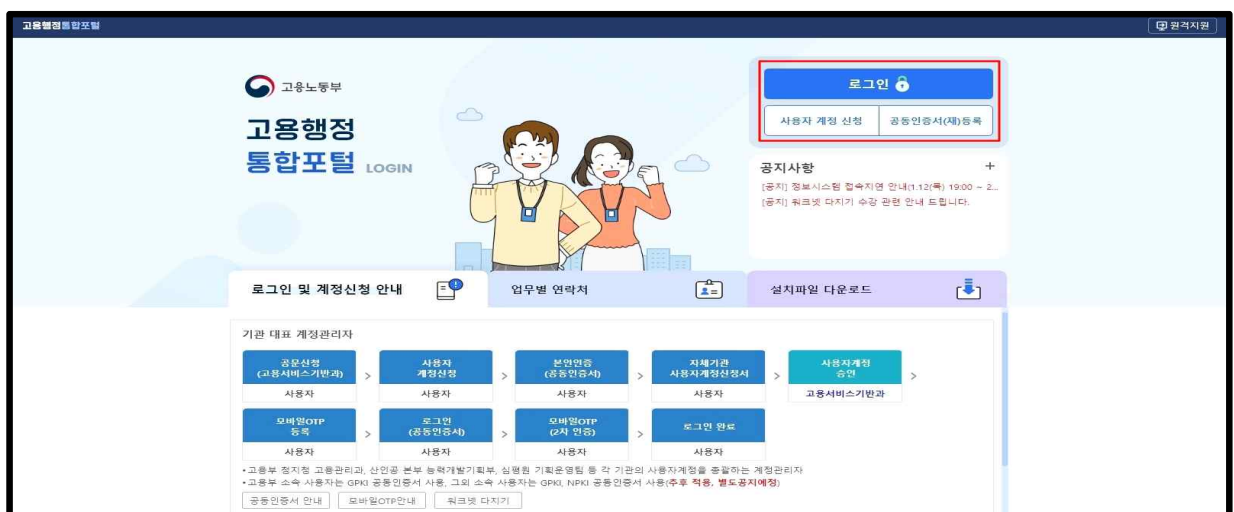 고용행정통합포털
원격지원
고용노동부
고용행정
통합포털 LOGIN
로그인
사용자 계정 신청
공동인증서(재)등록
공지사항 +
[공지] 정보시스템 접속지연 안내(1.12(목) 19:00 ~ 2...
[공지] 워크넷 다지기 수강 관련 안내 드립니다.
로그인 및 계정신청 안내
업무별 연락처
설치파일 다운로드
기관 대표 계정관리자
공문신청
(고용서비스기반과)
사용자
>
사용자
계정신청
사용자
>
본인인증
(공동인증서)
사용자
>
자체기관
사용자계정신청서
사용자
>
사용자계정
승인
고용서비스기반과
>
모바일OTP
등록
사용자
>
로그인
(공동인증서)
사용자
>
모바일OTP
(2차 인증)
사용자
>
로그인 완료
사용자
•고용부 청지청 고용관리과, 산인공 본부 능력개발기획부, 심평원 기획운영팀 등 각 기관의 사용자계정을 총괄하는 계정관리자
•고용부 소속 사용자는 GPKI 공동인증서 사용, 그외 소속 사용자는 GPKI, NPKI 공동인증서 사용(추후 적용, 별도공지예정)
공동인증서 안내
모바일OTP안내
워크넷 다지기